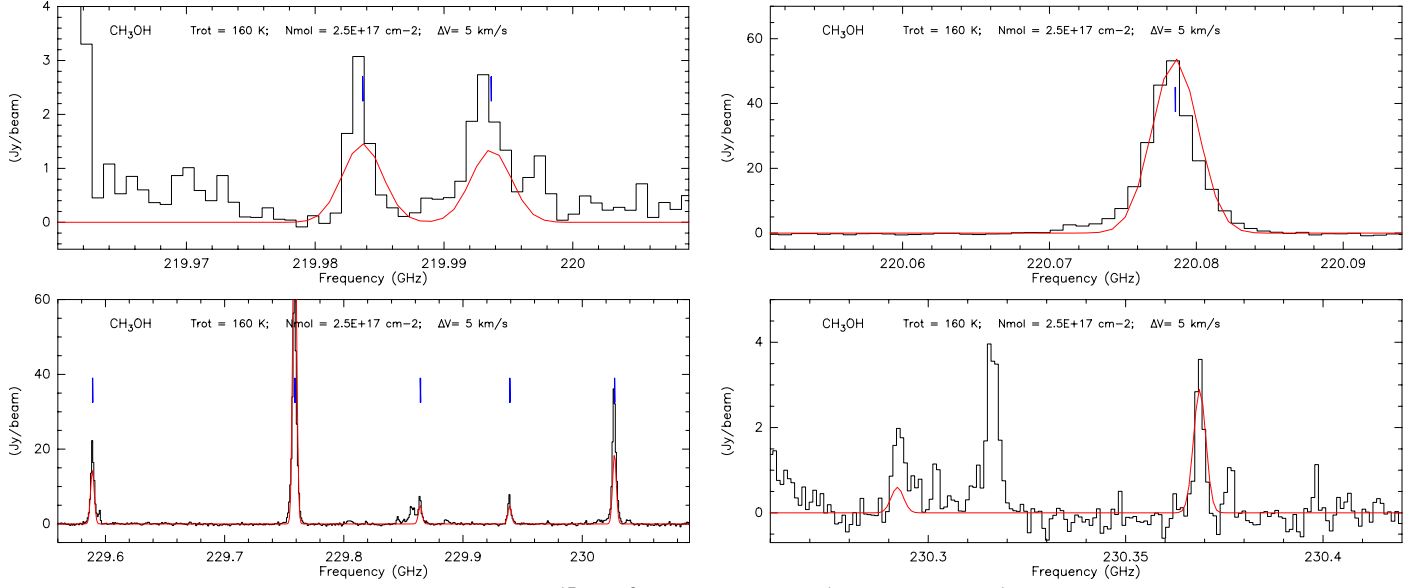 CH3OH Trot = 160 K; Nmol = 2.5E+17 cm−2; ΔV= 5 km/s
(Jy/beam)
4
3
2
1
0
219.97 219.98 219.99 220
Frequency (GHz)
CH3OH Trot = 160 K; Nmol = 2.5E+17 cm−2; ΔV= 5 km/s
(Jy/beam)
60
40
20
0
220.06 220.07 220.08 220.09
Frequency (GHz)
CH3OH Trot = 160 K; Nmol = 2.5E+17 cm−2; ΔV= 5 km/s
(Jy/beam)
60
40
20
0
229.6 229.7 229.8 229.9 230
Frequency (GHz)
CH3OH Trot = 160 K; Nmol = 2.5E+17 cm−2; ΔV= 5 km/s
(Jy/beam)
4
2
0
230.3 230.35 230.4
Frequency (GHz)